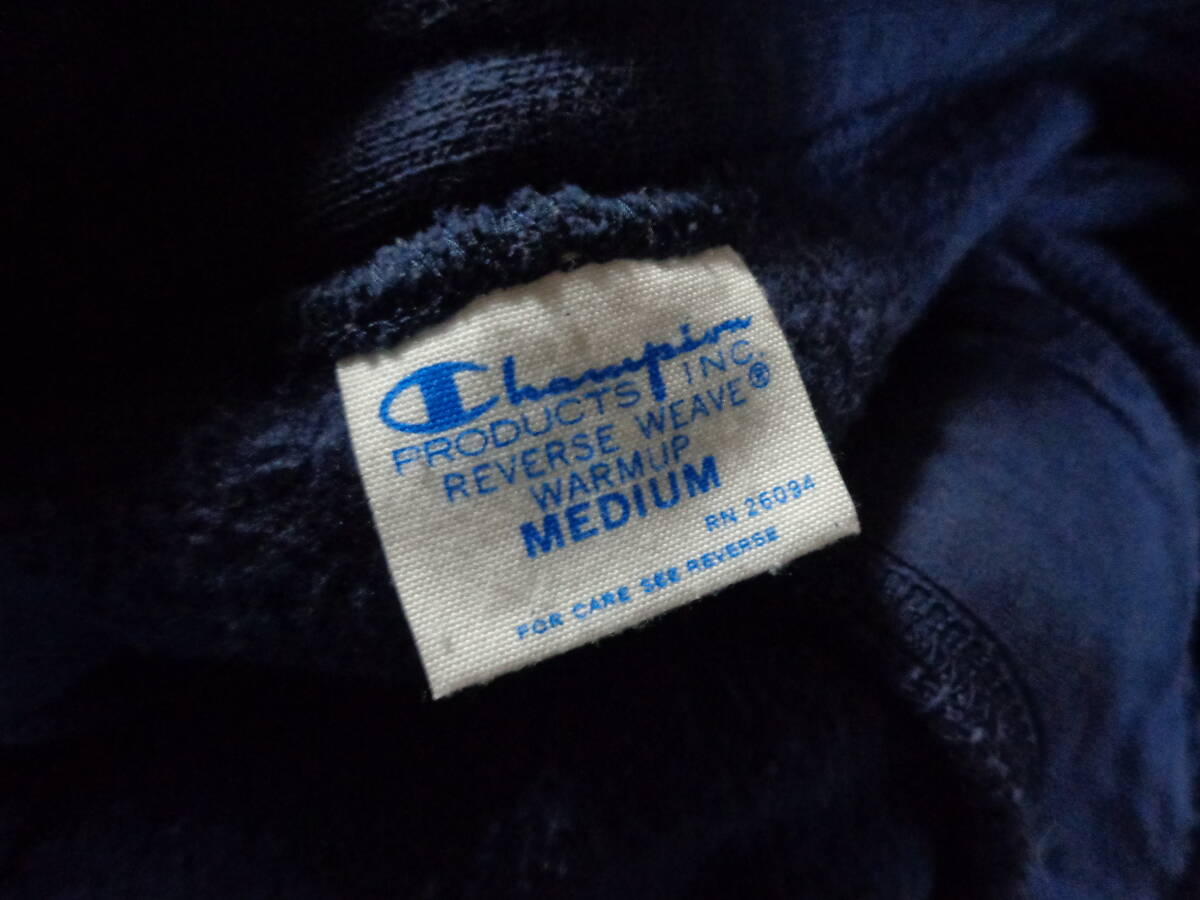 Champion
PRODUCTS INC.
REVERSE WEAVE®
WARMUP
MEDIUM
RN 26094
FOR CARE SEE REVERSE